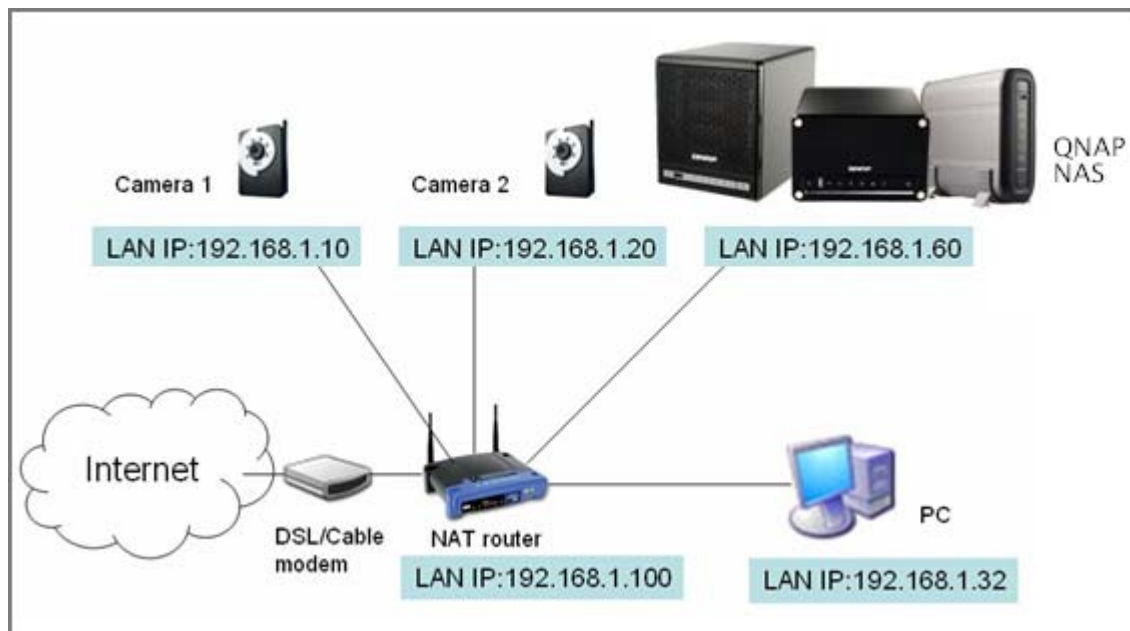 QNAP
NAS
Camera 1
Camera 2
LAN IP:192.168.1.10
LAN IP:192.168.1.20
LAN IP:192.168.1.60
Internet
DSL/Cable
modem
NAT router
PC
LAN IP:192.168.1.100
LAN IP:192.168.1.32